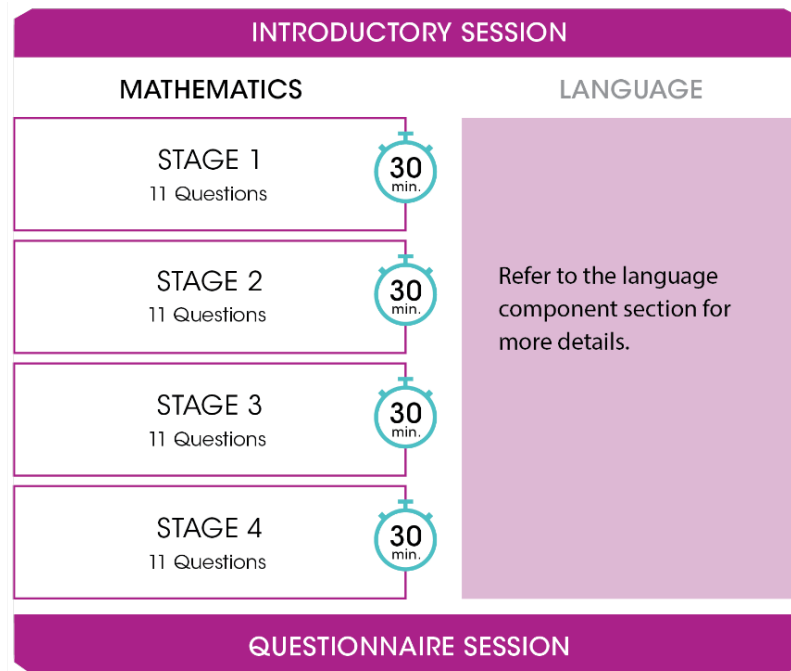 INTRODUCTORY SESSION
MATHEMATICS
STAGE 1
11 Questions
30
min.
STAGE 2
11 Questions
30
min.
STAGE 3
11 Questions
30
min.
STAGE 4
11 Questions
30
min.
LANGUAGE
Refer to the language
component section for
more details.
QUESTIONNAIRE SESSION